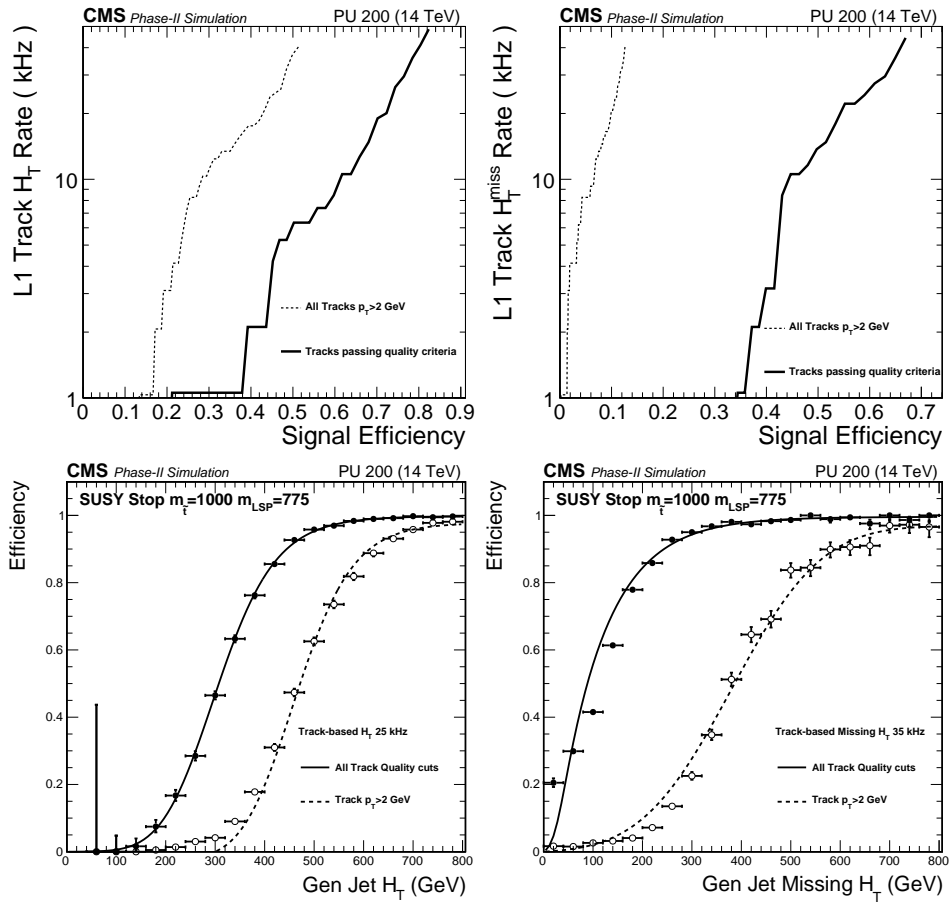 CMS Phase-II Simulation PU 200 (14 TeV)
L1 Track H_T Rate ( kHz)
10
1
All Tracks p_T>2 GeV
Tracks passing quality criteria
0 0.1 0.2 0.3 0.4 0.5 0.6 0.7 0.8 0.9
Signal Efficiency
CMS Phase-II Simulation PU 200 (14 TeV)
L1 Track H_T^miss Rate ( kHz)
10
1
All Tracks p_T>2 GeV
Tracks passing quality criteria
0 0.1 0.2 0.3 0.4 0.5 0.6 0.7
Signal Efficiency
CMS Phase-II Simulation PU 200 (14 TeV)
SUSY Stop m_t̃=1000 m_LSP=775
Efficiency
1
0.8
0.6
0.4
0.2
0
Track-based H_T 25 kHz
All Track Quality cuts
Track p_T>2 GeV
0 100 200 300 400 500 600 700 800
Gen Jet H_T (GeV)
CMS Phase-II Simulation PU 200 (14 TeV)
SUSY Stop m_t̃=1000 m_LSP=775
Efficiency
1
0.8
0.6
0.4
0.2
0
Track-based Missing H_T 35 kHz
All Track Quality cuts
Track p_T>2 GeV
0 100 200 300 400 500 600 700 800
Gen Jet Missing H_T (GeV)